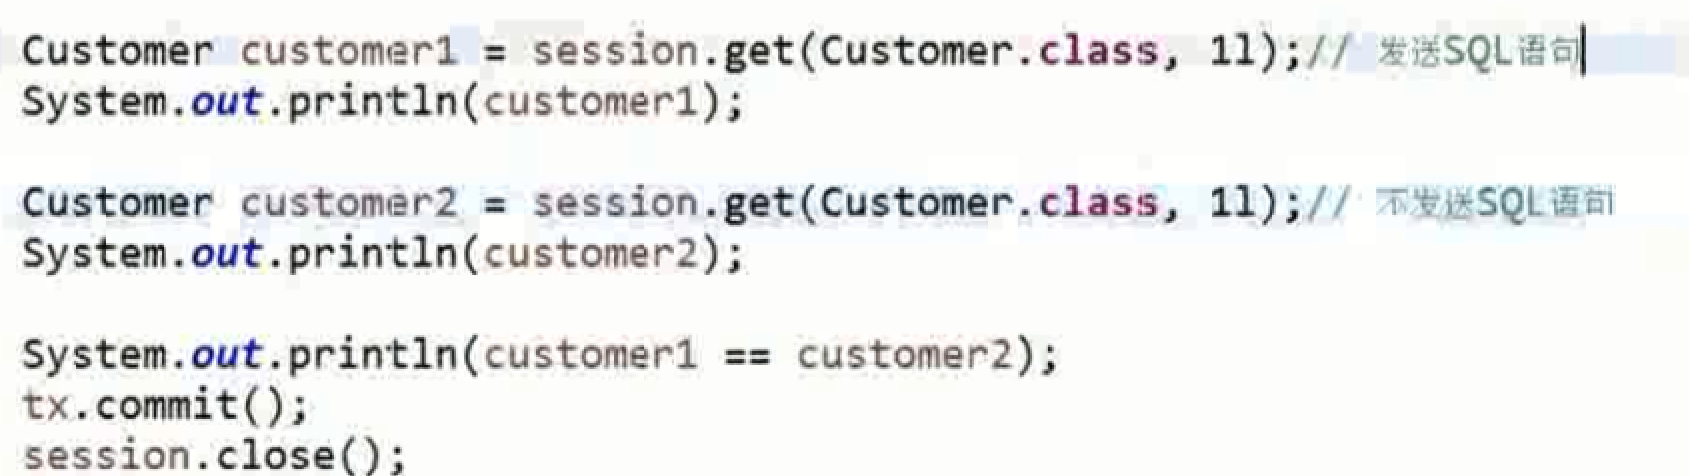 Customer customer1 = session.get(Customer.class, 1l);// 发送SQL语句
System.out.println(customer1);
Customer customer2 = session.get(Customer.class, 1l);// 不发送SQL语句
System.out.println(customer2);
System.out.println(customer1 == customer2);
tx.commit();
session.close();